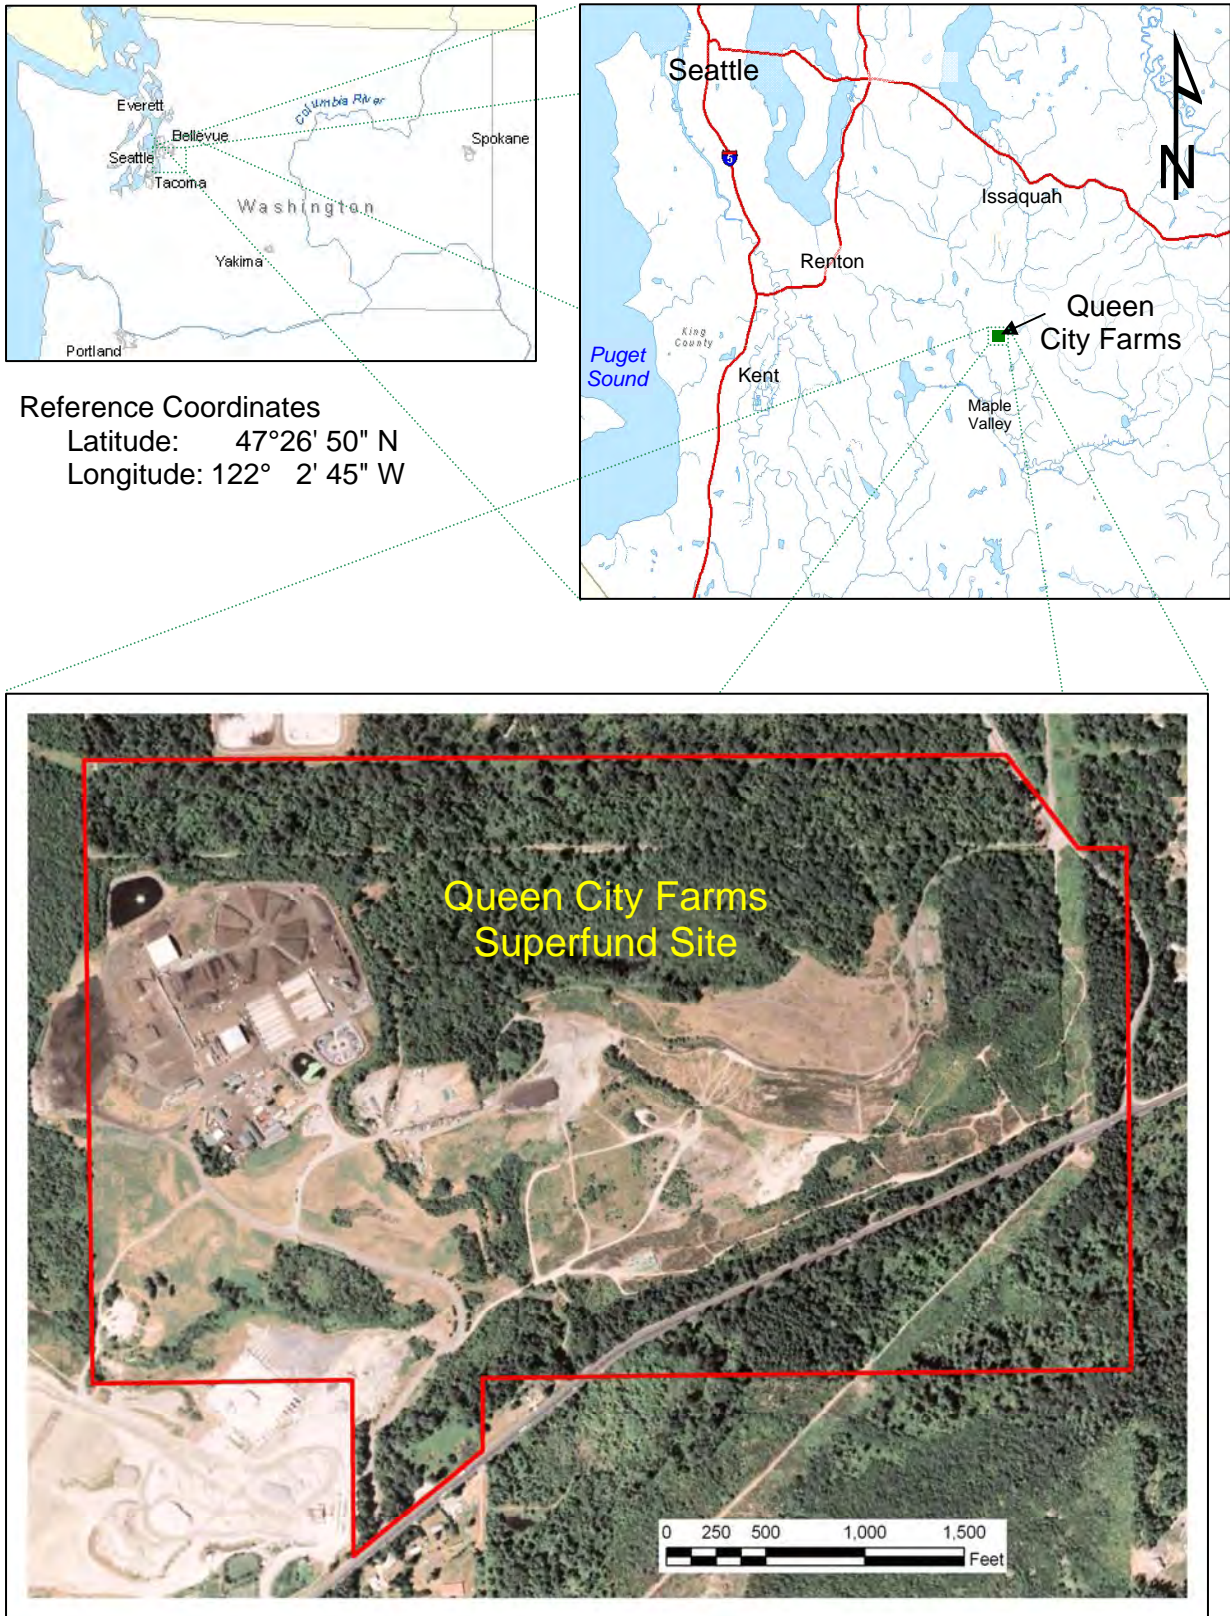 Everett
Columbia River
Bellevue
Spokane
Seattle
Tacoma
Washington
Yakima
Portland
Reference Coordinates
Latitude: 47°26' 50" N
Longitude: 122° 2' 45" W
Seattle
5
N
Issaquah
Renton
Queen
City Farms
King
County
Puget
Sound
Kent
Maple
Valley
Queen City Farms
Superfund Site
0 250 500 1,000 1,500
Feet